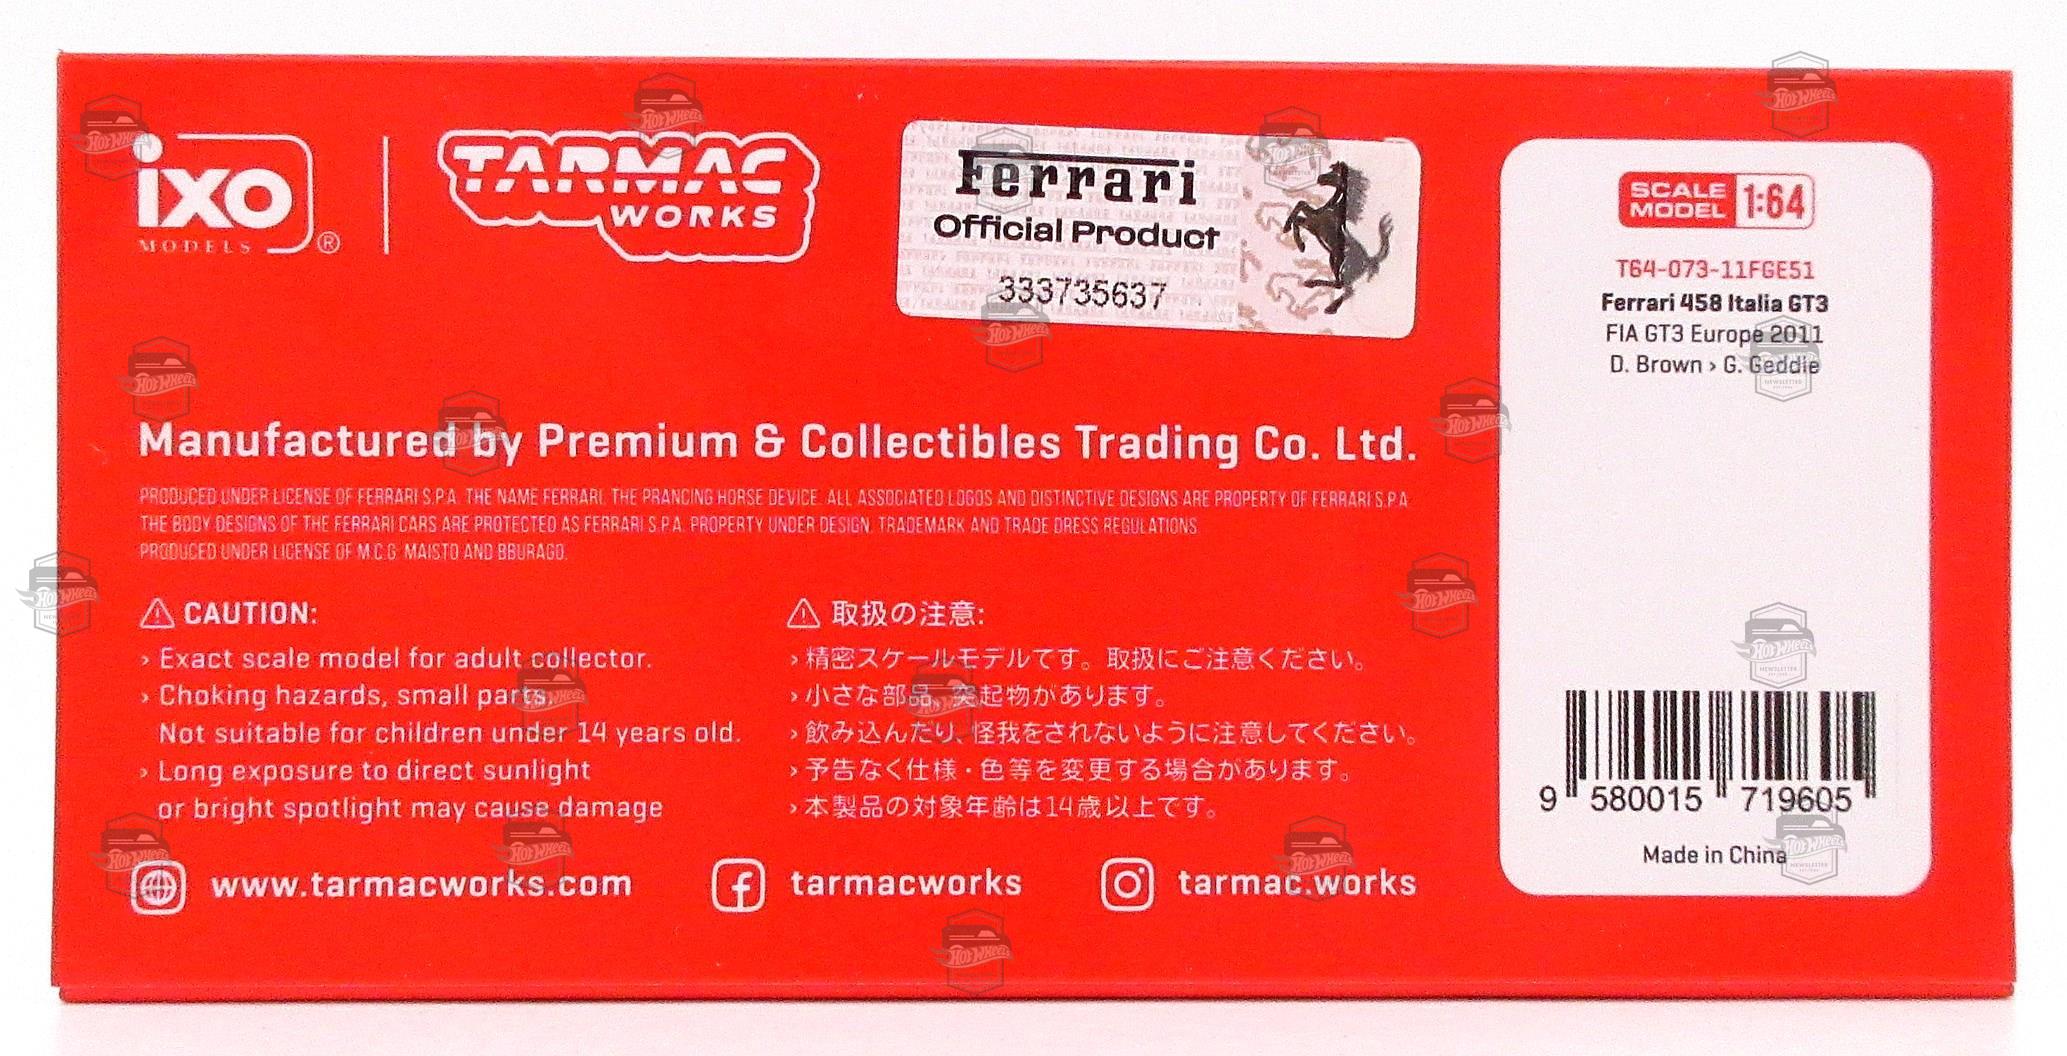 ixo
MODELS ®
TARMAC
WORKS
Ferrari
Official Product
333735637
SCALE
MODEL 1:64
T64-073-11FGE51
Ferrari 458 Italia GT3
FIA GT3 Europe 2011
D. Brown › G. Geddie
Manufactured by Premium & Collectibles Trading Co. Ltd.
PRODUCED UNDER LICENSE OF FERRARI S.P.A. THE NAME FERRARI, THE PRANCING HORSE DEVICE, ALL ASSOCIATED LOGOS AND DISTINCTIVE DESIGNS ARE PROPERTY OF FERRARI S.P.A.
THE BODY DESIGNS OF THE FERRARI CARS ARE PROTECTED AS FERRARI S.P.A. PROPERTY UNDER DESIGN, TRADEMARK AND TRADE DRESS REGULATIONS
PRODUCED UNDER LICENSE OF M.C.G. MAISTO AND BBURAGO.
CAUTION:
› Exact scale model for adult collector.
› Choking hazards, small parts,
Not suitable for children under 14 years old.
› Long exposure to direct sunlight
or bright spotlight may cause damage
取扱の注意:
› 精密スケールモデルです。取扱にご注意ください。
› 小さな部品、突起物があります。
› 飲み込んだり、怪我をされないように注意してください。
› 予告なく仕様・色等を変更する場合があります。
› 本製品の対象年齢は14歳以上です。
9 580015 719605
Made in China
www.tarmacworks.com
tarmacworks
tarmac.works
Hot Wheels
NEWSLETTER